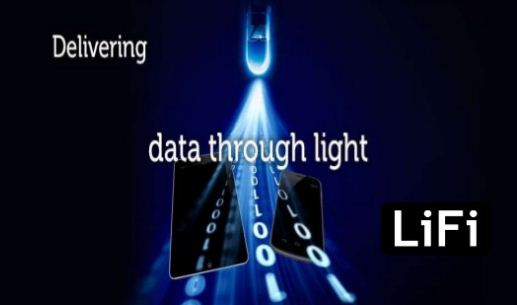 Delivering
data through light
LiFi